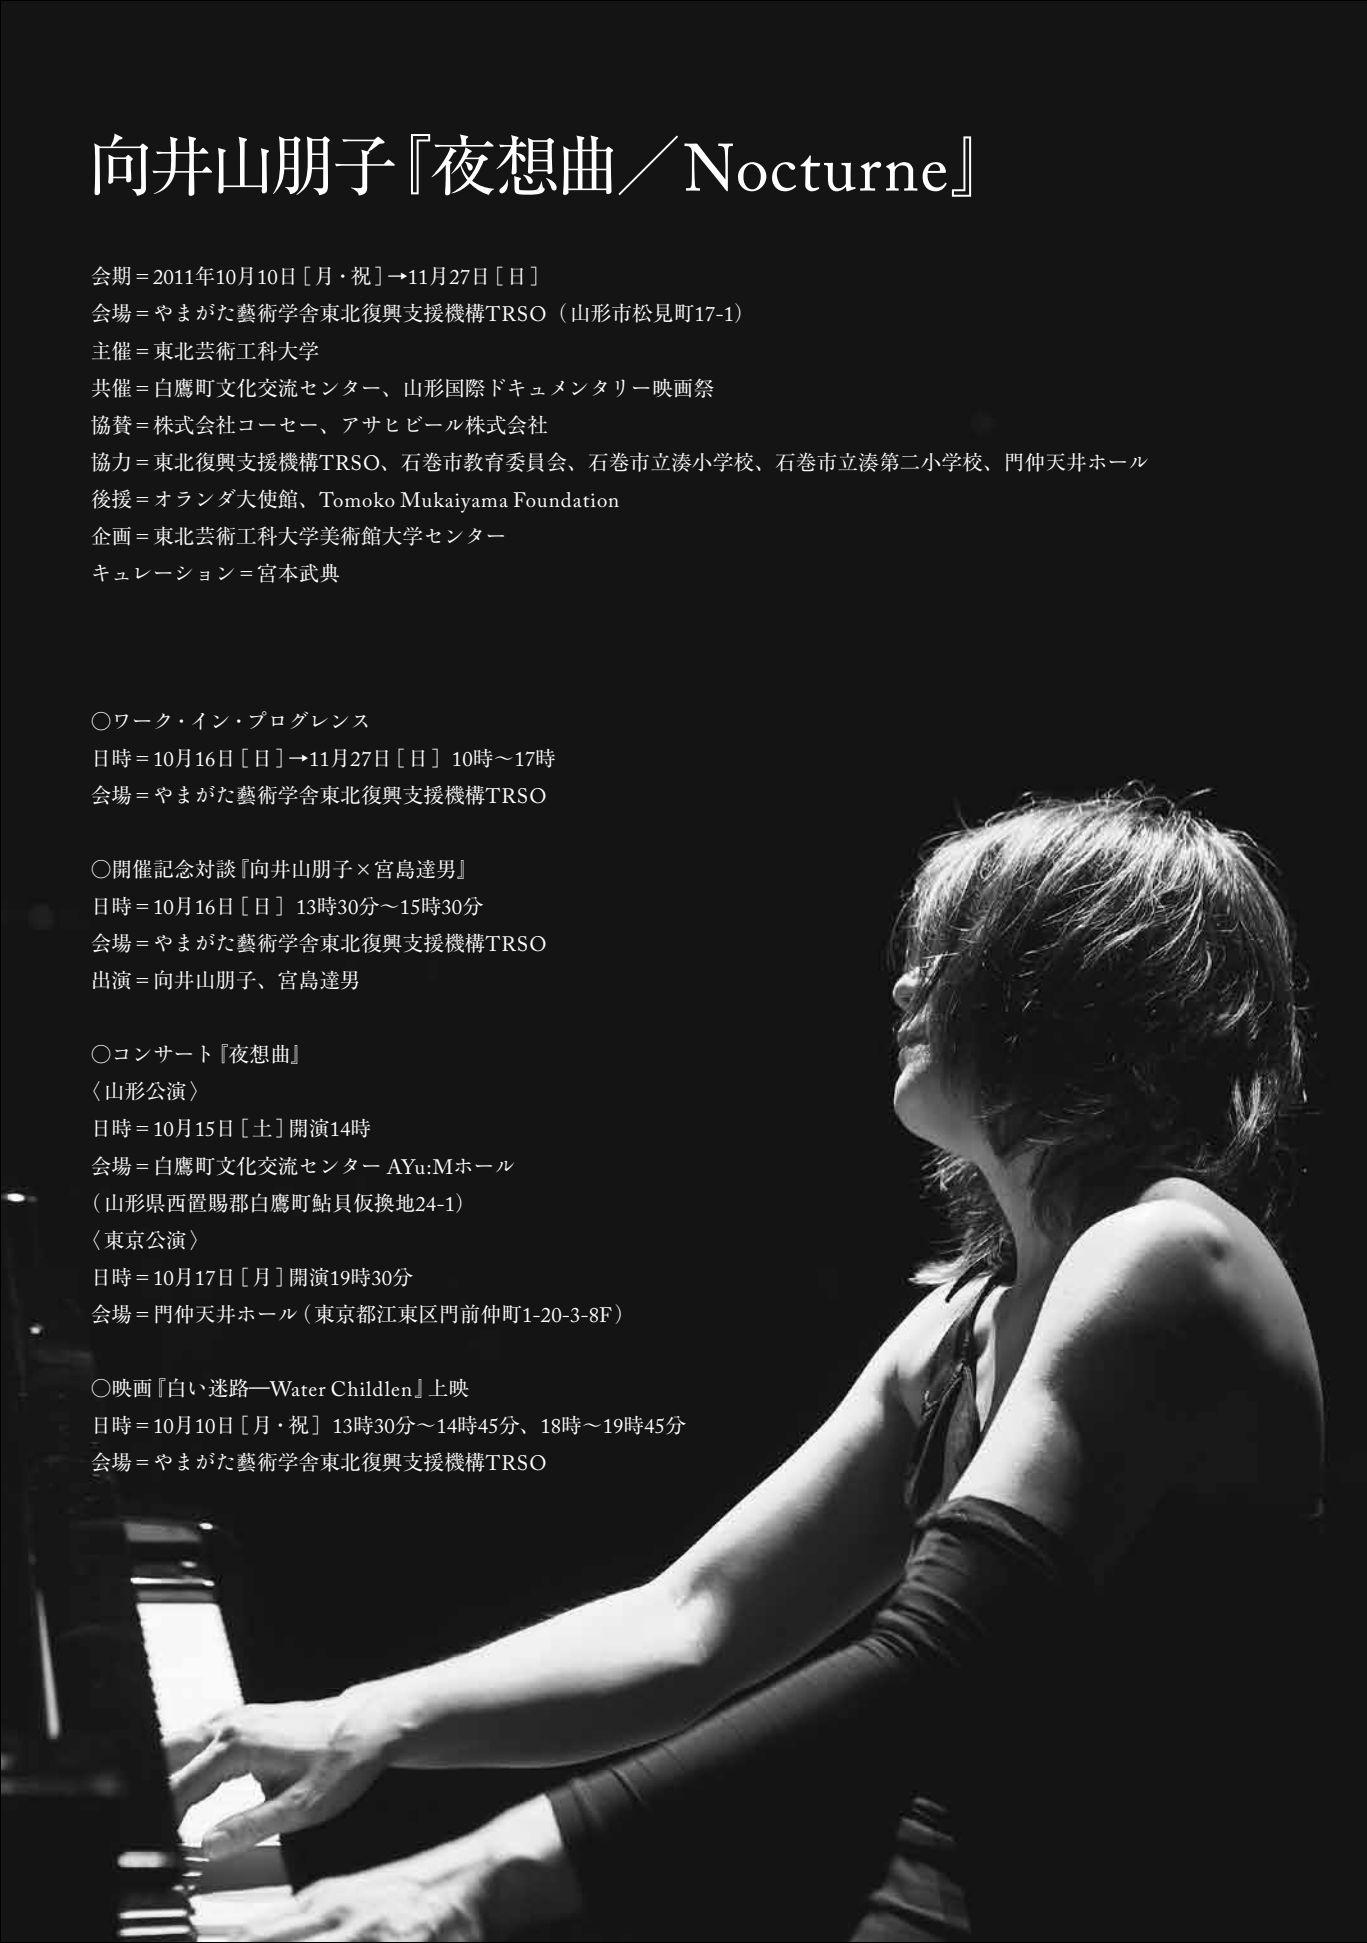 向井山朋子『夜想曲／Nocturne』
会期＝2011年10月10日［月・祝］→11月27日［日］
会場＝やまがた藝術学舎東北復興支援機構TRSO（山形市松見町17-1）
主催＝東北芸術工科大学
共催＝白鷹町文化交流センター、山形国際ドキュメンタリー映画祭
協賛＝株式会社コーセー、アサヒビール株式会社
協力＝東北復興支援機構TRSO、石巻市教育委員会、石巻市立湊小学校、石巻市立湊第二小学校、門仲天井ホール
後援＝オランダ大使館、Tomoko Mukaiyama Foundation
企画＝東北芸術工科大学美術館大学センター
キュレーション＝宮本武典
〇ワーク・イン・プログレンス
日時＝10月16日［日］→11月27日［日］ 10時〜17時
会場＝やまがた藝術学舎東北復興支援機構TRSO
〇開催記念対談『向井山朋子×宮島達男』
日時＝10月16日［日］ 13時30分〜15時30分
会場＝やまがた藝術学舎東北復興支援機構TRSO
出演＝向井山朋子、宮島達男
〇コンサート『夜想曲』
〈山形公演〉
日時＝10月15日［土］開演14時
会場＝白鷹町文化交流センター AYu:Mホール
（山形県西置賜郡白鷹町鮎貝仮換地24-1）
〈東京公演〉
日時＝10月17日［月］開演19時30分
会場＝門仲天井ホール（東京都江東区門前仲町1-20-3-8F）
〇映画『白い迷路—Water Childlen』上映
日時＝10月10日［月・祝］ 13時30分〜14時45分、18時〜19時45分
会場＝やまがた藝術学舎東北復興支援機構TRSO